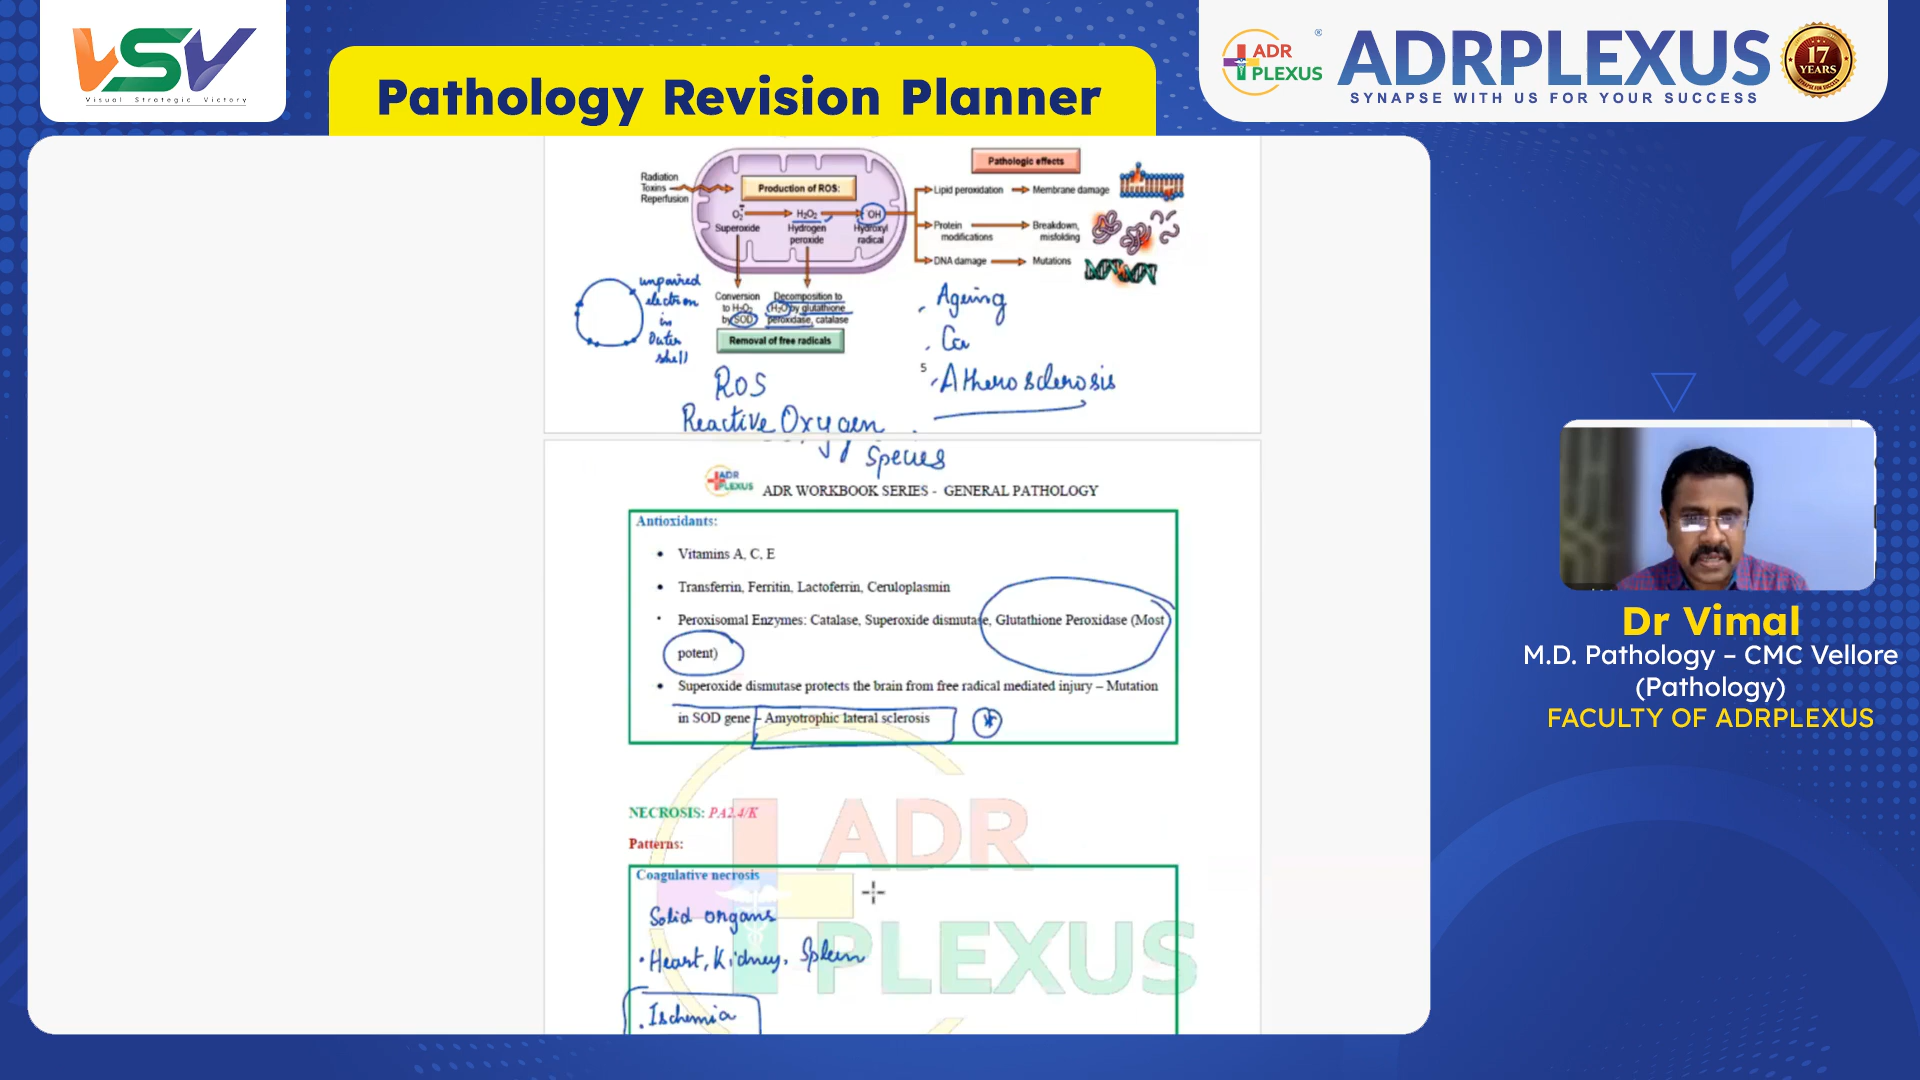 VSV
Visual Strategic Victory
Pathology Revision Planner
ADR
PLEXUS
®
ADRPLEXUS
SYNAPSE WITH US FOR YOUR SUCCESS
17
YEARS
Radiation
Toxins
Reperfusion
Production of ROS:
O₂
H₂O₂
OH
Superoxide
Hydrogen
peroxide
Hydroxyl
radical
Pathologic effects
Lipid peroxidation
Membrane damage
Protein
modifications
Breakdown,
misfolding
DNA damage
Mutations
unpaired
electron
in
Outer
shell
Conversion
to H₂O₂
by SOD
Decomposition to
H₂O by glutathione
peroxidase, catalase
Removal of free radicals
. Ageing
. Ca
5
. Atherosclerosis
ROS
Reactive Oxygen
Species
ADR
PLEXUS
ADR WORKBOOK SERIES - GENERAL PATHOLOGY
Antioxidants:
• Vitamins A, C, E
• Transferrin, Ferritin, Lactoferrin, Ceruloplasmin
• Peroxisomal Enzymes: Catalase, Superoxide dismutase, Glutathione Peroxidase (Most
potent)
• Superoxide dismutase protects the brain from free radical mediated injury – Mutation
in SOD gene – Amyotrophic lateral sclerosis
NECROSIS: PA2.4/K
Patterns:
Coagulative necrosis
Solid organs
. Heart, Kidney, Spleen
. Ischemia
ADR
PLEXUS
Dr Vimal
M.D. Pathology – CMC Vellore
(Pathology)
FACULTY OF ADRPLEXUS